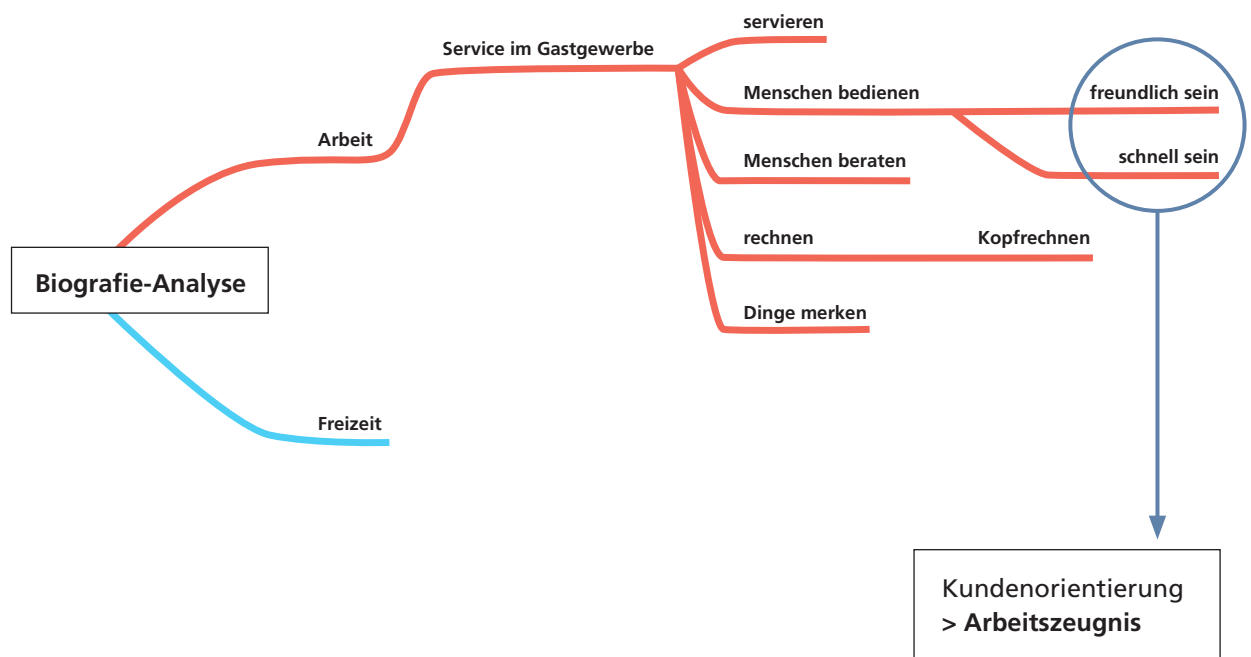 servieren
Service im Gastgewerbe
Menschen bedienen
freundlich sein
Arbeit
Menschen beraten
schnell sein
rechnen
Kopfrechnen
Biografie-Analyse
Dinge merken
Freizeit
Kundenorientierung
> Arbeitszeugnis